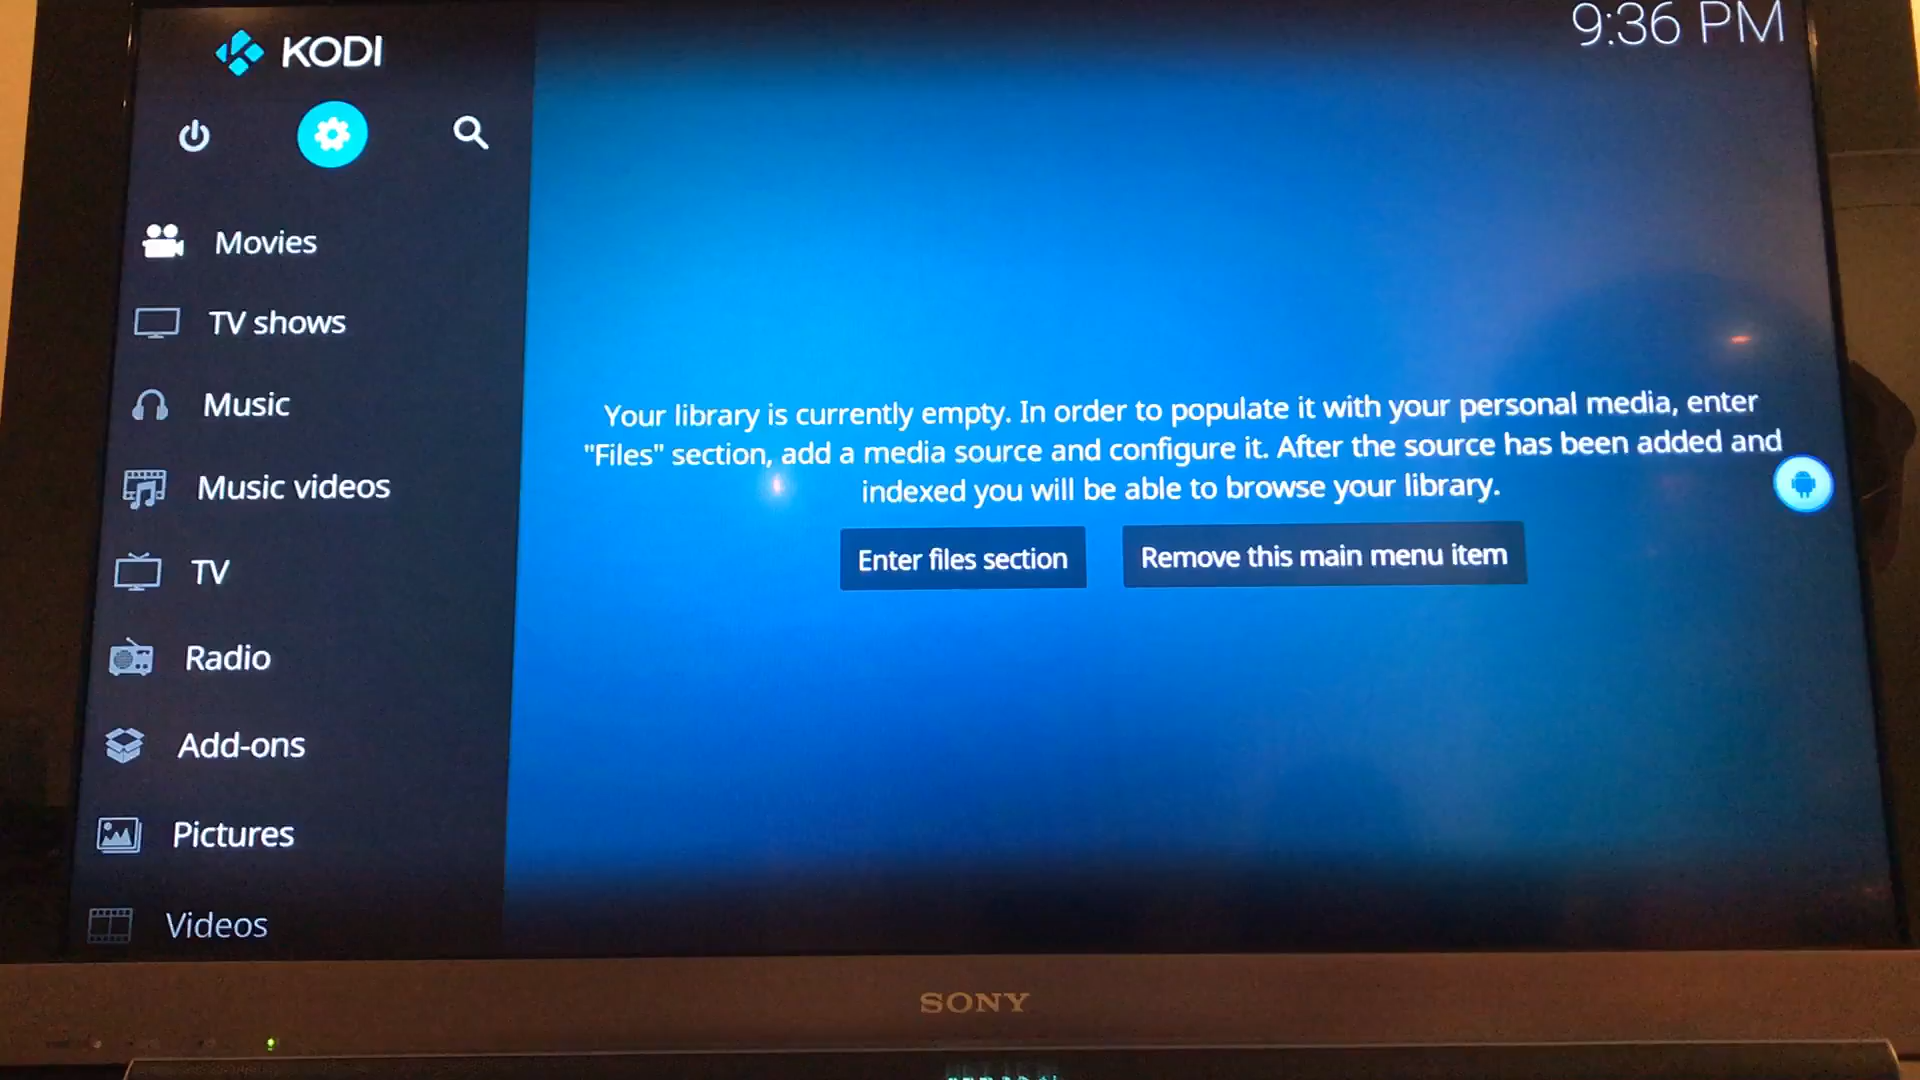 KODI
9:36 PM
Movies
TV shows
Music
Music videos
TV
Radio
Add-ons
Pictures
Videos
Your library is currently empty. In order to populate it with your personal media, enter
"Files" section, add a media source and configure it. After the source has been added and
indexed you will be able to browse your library.
Enter files section
Remove this main menu item
SONY